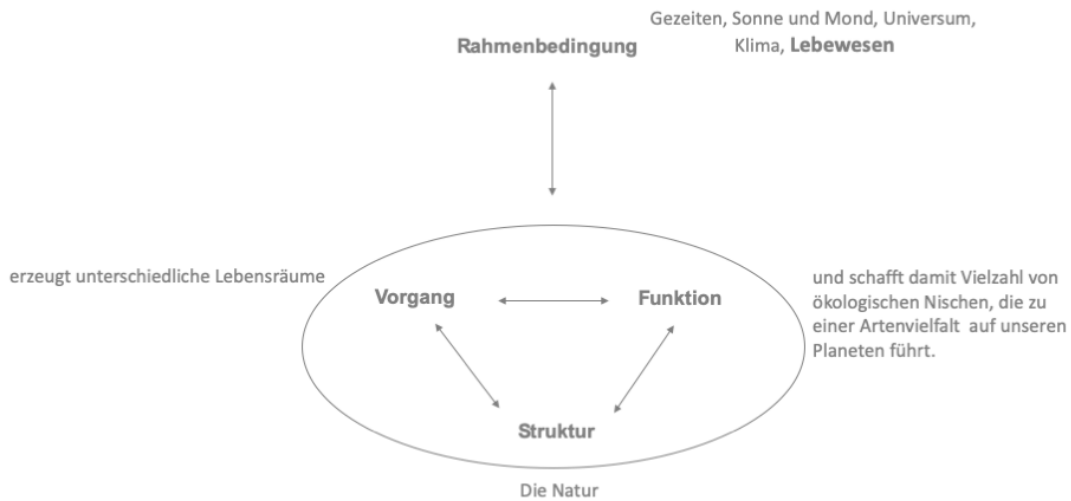 Gezeiten, Sonne und Mond, Universum,
Klima, Lebewesen
Rahmenbedingung
erzeugt unterschiedliche Lebensräume
Vorgang
Funktion
und schafft damit Vielzahl von
ökologischen Nischen, die zu
einer Artenvielfalt auf unseren
Planeten führt.
Struktur
Die Natur